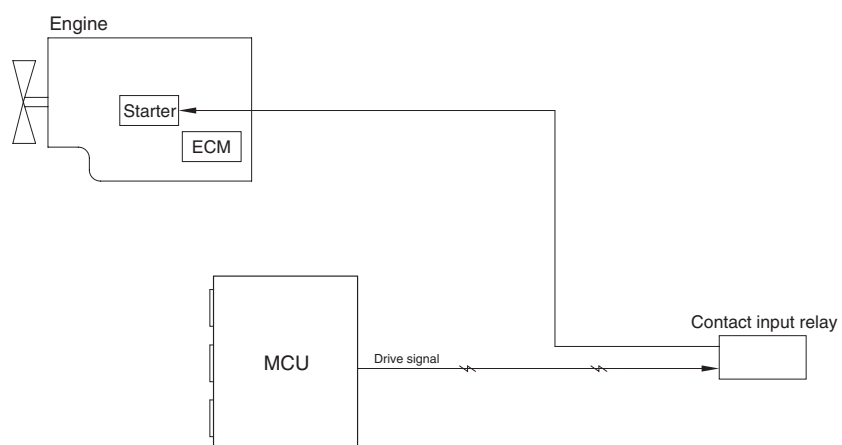 Engine
Starter
ECM
Contact input relay
MCU
Drive signal